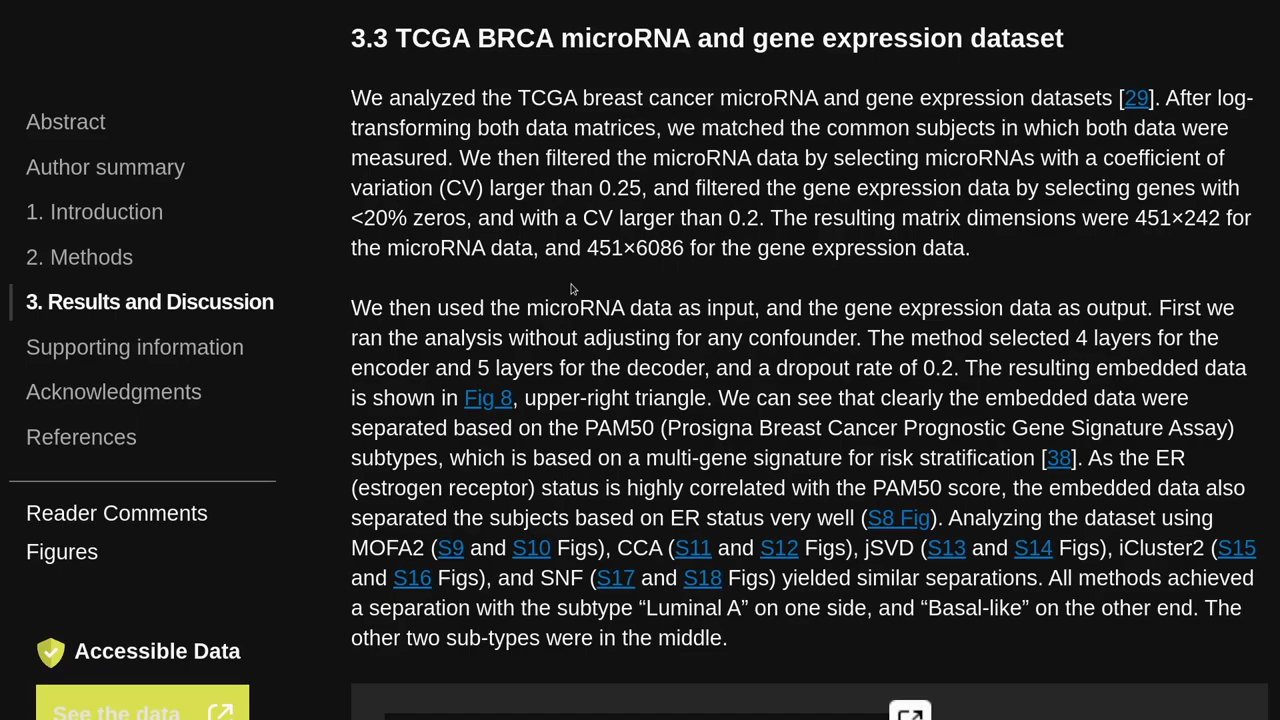 3.3 TCGA BRCA microRNA and gene expression dataset
We analyzed the TCGA breast cancer microRNA and gene expression datasets [29]. After log-
transforming both data matrices, we matched the common subjects in which both data were
measured. We then filtered the microRNA data by selecting microRNAs with a coefficient of
variation (CV) larger than 0.25, and filtered the gene expression data by selecting genes with
<20% zeros, and with a CV larger than 0.2. The resulting matrix dimensions were 451×242 for
the microRNA data, and 451×6086 for the gene expression data.
We then used the microRNA data as input, and the gene expression data as output. First we
ran the analysis without adjusting for any confounder. The method selected 4 layers for the
encoder and 5 layers for the decoder, and a dropout rate of 0.2. The resulting embedded data
is shown in Fig 8, upper-right triangle. We can see that clearly the embedded data were
separated based on the PAM50 (Prosigna Breast Cancer Prognostic Gene Signature Assay)
subtypes, which is based on a multi-gene signature for risk stratification [38]. As the ER
(estrogen receptor) status is highly correlated with the PAM50 score, the embedded data also
separated the subjects based on ER status very well (S8 Fig). Analyzing the dataset using
MOFA2 (S9 and S10 Figs), CCA (S11 and S12 Figs), jSVD (S13 and S14 Figs), iCluster2 (S15
and S16 Figs), and SNF (S17 and S18 Figs) yielded similar separations. All methods achieved
a separation with the subtype “Luminal A” on one side, and “Basal-like” on the other end. The
other two sub-types were in the middle.
Abstract
Author summary
1. Introduction
2. Methods
3. Results and Discussion
Supporting information
Acknowledgments
References
Reader Comments
Figures
Accessible Data
See the data